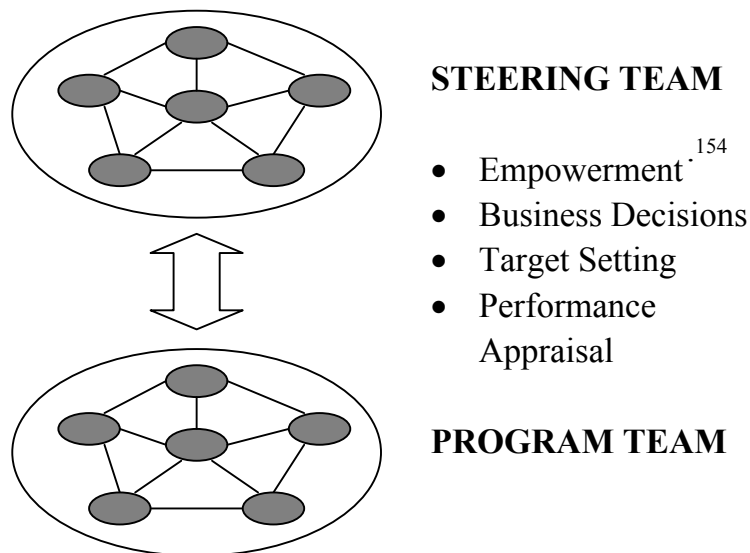 STEERING TEAM
• Empowerment.154
• Business Decisions
• Target Setting
• Performance
Appraisal
PROGRAM TEAM